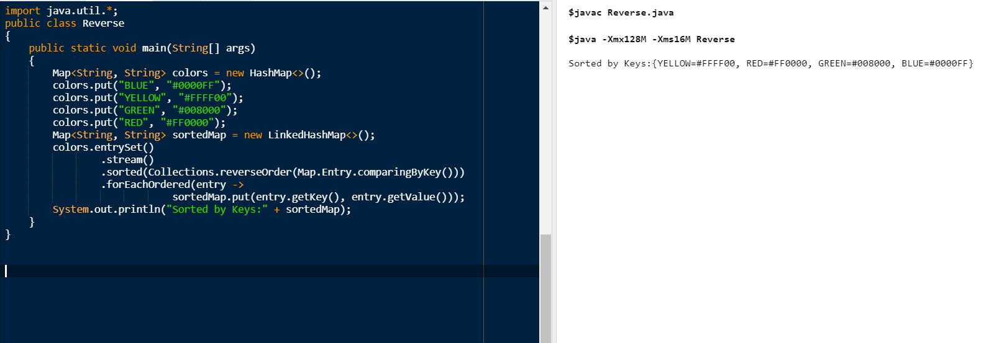 import java.util.*;
public class Reverse
{
    public static void main(String[] args)
    {
        Map<String, String> colors = new HashMap<>();
        colors.put("BLUE", "#0000FF");
        colors.put("YELLOW", "#FFFF00");
        colors.put("GREEN", "#008000");
        colors.put("RED", "#FF0000");
        Map<String, String> sortedMap = new LinkedHashMap<>();
        colors.entrySet()
                .stream()
                .sorted(Collections.reverseOrder(Map.Entry.comparingByKey()))
                .forEachOrdered(entry ->
                            sortedMap.put(entry.getKey(), entry.getValue()));
        System.out.println("Sorted by Keys:" + sortedMap);
    }
}
$javac Reverse.java
$java -Xmx128M -Xms16M Reverse
Sorted by Keys:{YELLOW=#FFFF00, RED=#FF0000, GREEN=#008000, BLUE=#0000FF}